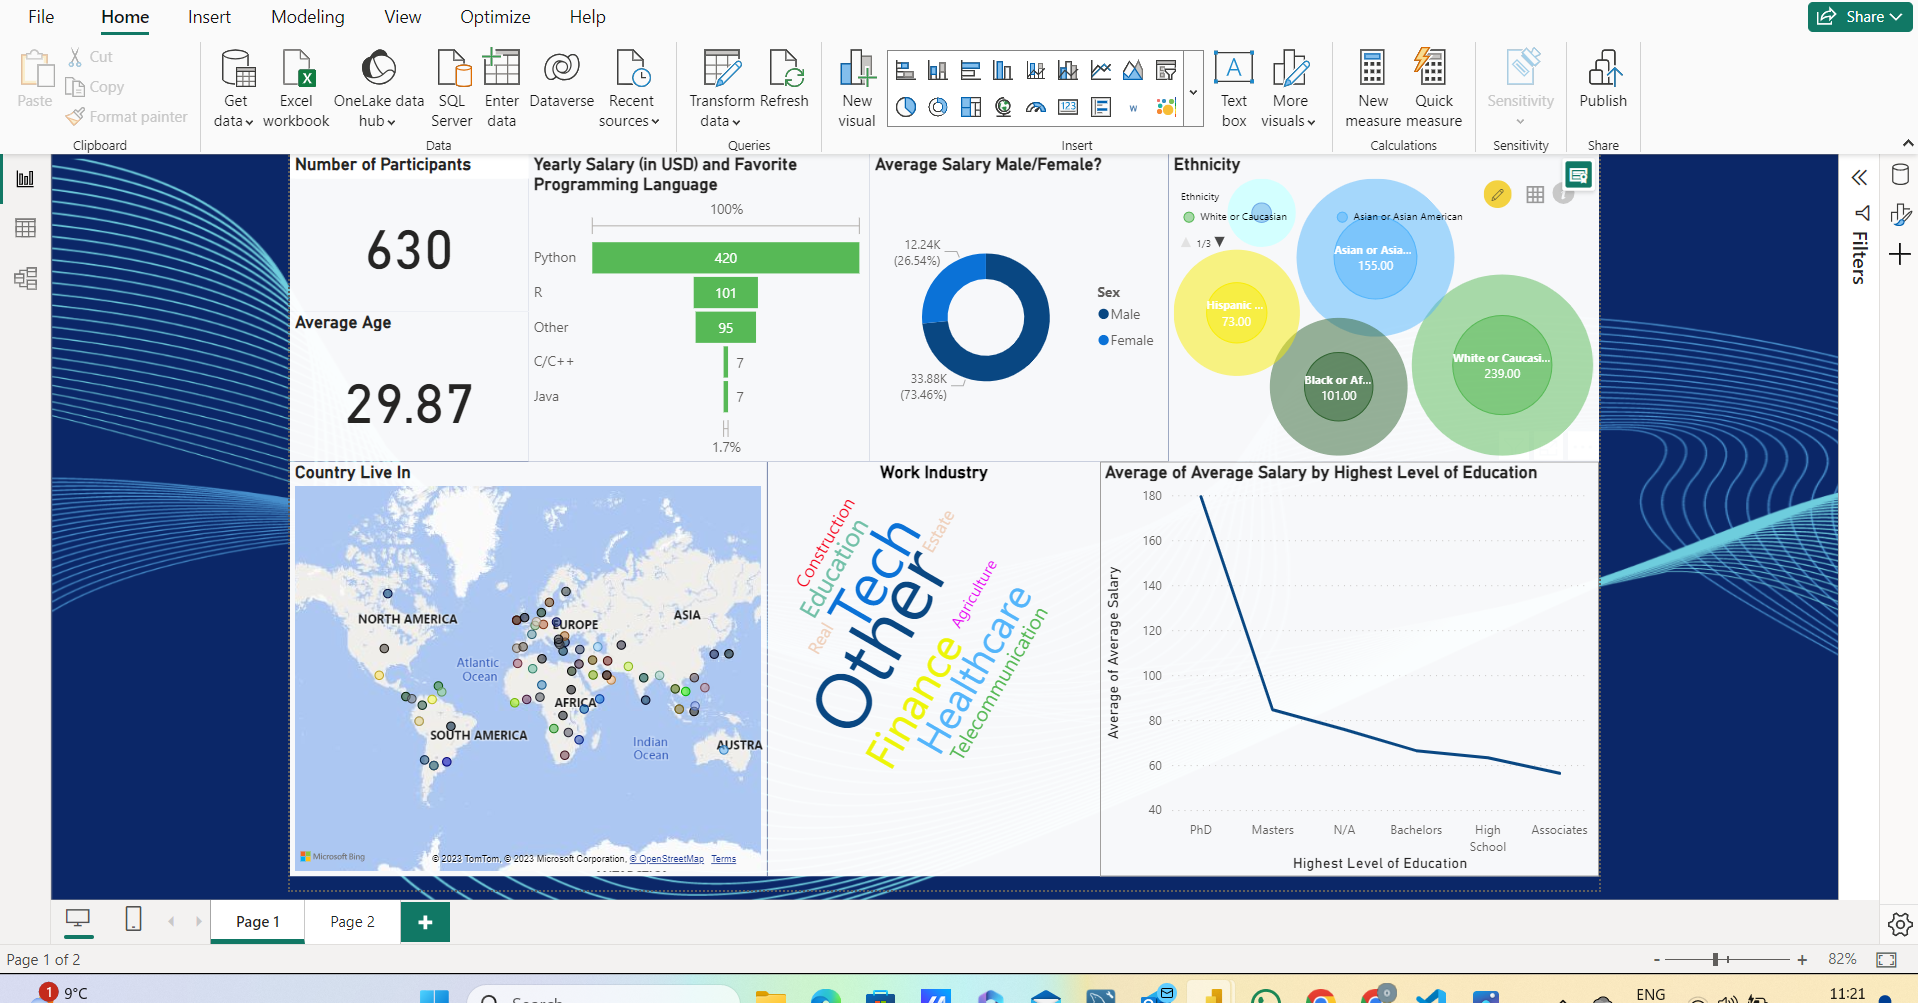 File Home Insert Modeling View Optimize Help
Share
Paste
Cut
Copy
Format painter
Clipboard
Get data
Excel workbook
OneLake data hub
SQL Server
Enter data
Dataverse
Recent sources
Data
Transform data
Refresh
Queries
New visual
123
W
A
Text box
More visuals
Insert
New measure
Quick measure
Calculations
Sensitivity
Sensitivity
Publish
Share
Number of Participants
630
Average Age
29.87
Yearly Salary (in USD) and Favorite
Programming Language
100%
Python 420
R 101
Other 95
C/C++ 7
Java 7
1.7%
Average Salary Male/Female?
12.24K
(26.54%)
33.88K
(73.46%)
Sex
Male
Female
Ethnicity
Ethnicity
White or Caucasian
Asian or Asian American
1/3
Asian or Asia...
155.00
Hispanic ...
73.00
White or Caucasi...
239.00
Black or Af...
101.00
Filters
Country Live In
NORTH AMERICA
EUROPE
ASIA
Atlantic
Ocean
AFRICA
SOUTH AMERICA
Indian
Ocean
AUSTRA
Microsoft Bing
© 2023 TomTom, © 2023 Microsoft Corporation, © OpenStreetMap Terms
Work Industry
Construction
Education
Tech
Estate
Other
Real
Agriculture
Finance
Healthcare
Telecommunication
Average of Average Salary by Highest Level of Education
Average of Average Salary
180
160
140
120
100
80
60
40
PhD Masters N/A Bachelors High School Associates
Highest Level of Education
Page 1 Page 2 +
Page 1 of 2
- + 82%
1
9°C
Search
0
ENG
11:21